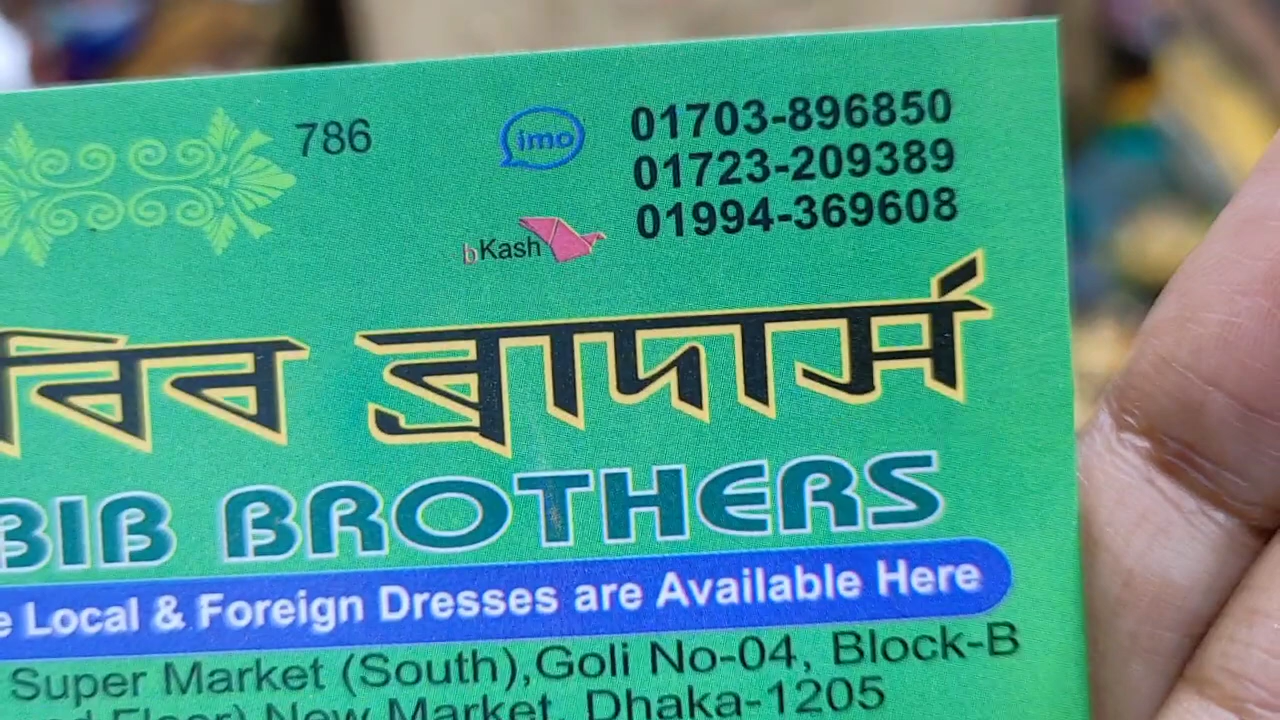 786
imo
01703-896850
01723-209389
01994-369608
bKash
ব্রাদার্স
BROTHERS
Local & Foreign Dresses are Available Here
Super Market (South),Goli No-04, Block-B
Floor) New Market, Dhaka-1205